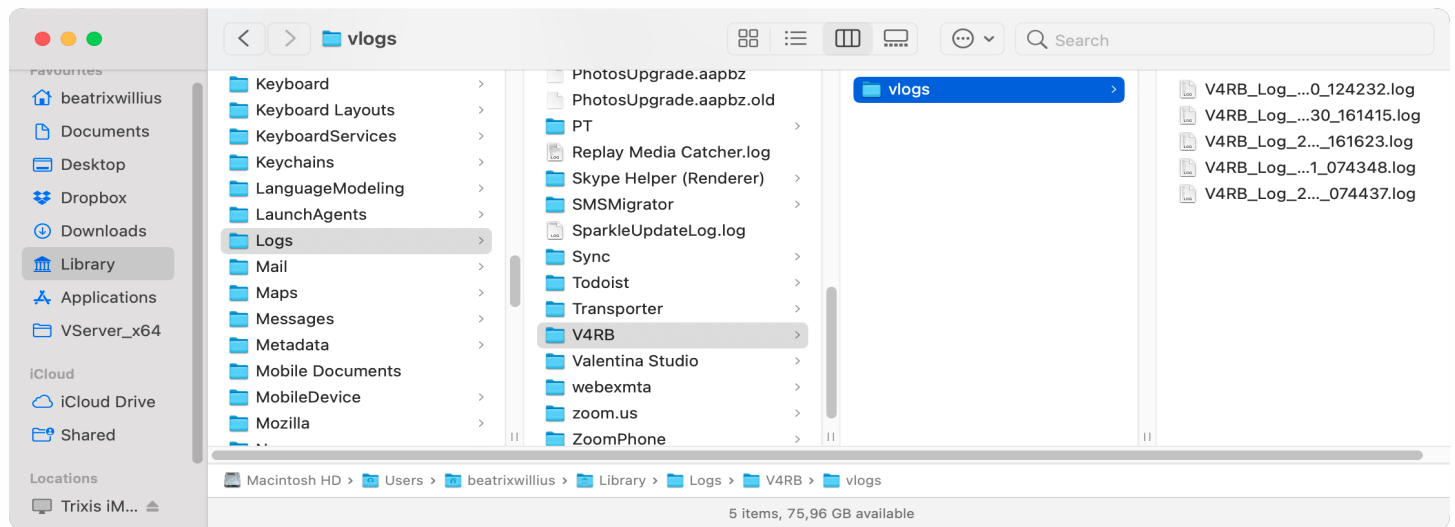 vlogs
Search
Favourites
beatrixwillius
Documents
Desktop
Dropbox
Downloads
Library
Applications
VServer_x64
iCloud
iCloud Drive
Shared
Locations
Trixis iM...
Keyboard
Keyboard Layouts
KeyboardServices
Keychains
LanguageModeling
LaunchAgents
Logs
Mail
Maps
Messages
Metadata
Mobile Documents
MobileDevice
Mozilla
PhotosUpgrade.aapbz
PhotosUpgrade.aapbz.old
PT
Replay Media Catcher.log
Skype Helper (Renderer)
SMSMigrator
SparkleUpdateLog.log
Sync
Todoist
Transporter
V4RB
Valentina Studio
webexmta
zoom.us
ZoomPhone
vlogs
V4RB_Log_...0_124232.log
V4RB_Log_...30_161415.log
V4RB_Log_2..._161623.log
V4RB_Log_...1_074348.log
V4RB_Log_2..._074437.log
Macintosh HD › Users › beatrixwillius › Library › Logs › V4RB › vlogs
5 items, 75,96 GB available